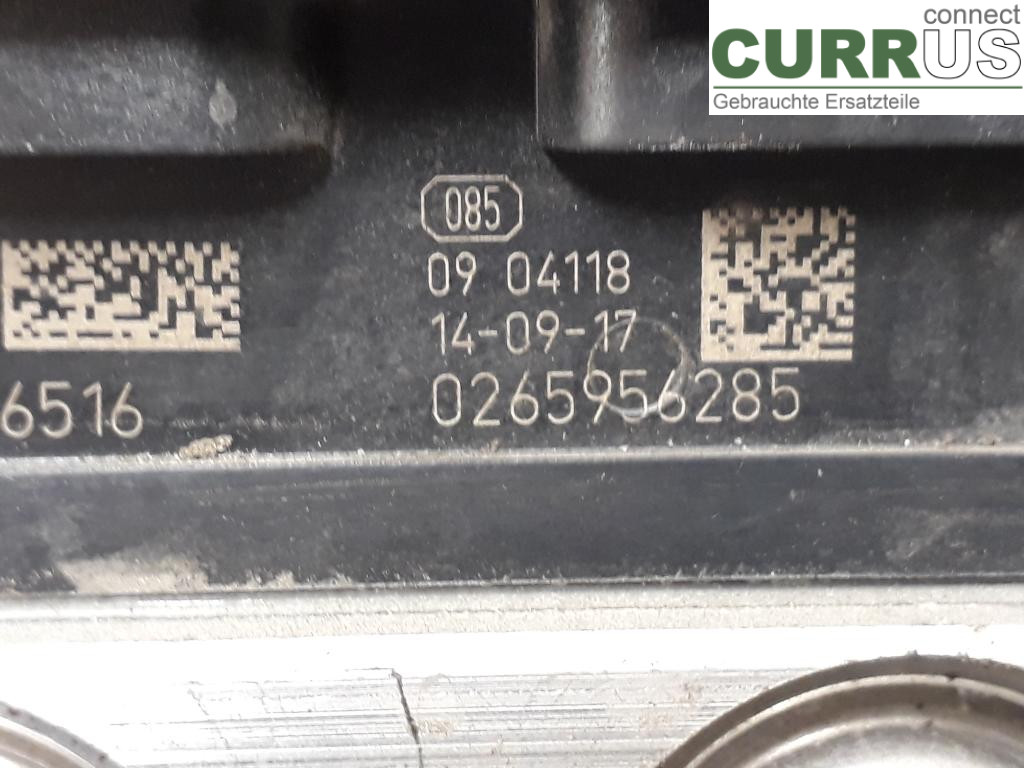 connect
CURRUS
Gebrauchte Ersatzteile
085
09 04118
14-09-17
6516
0265956285